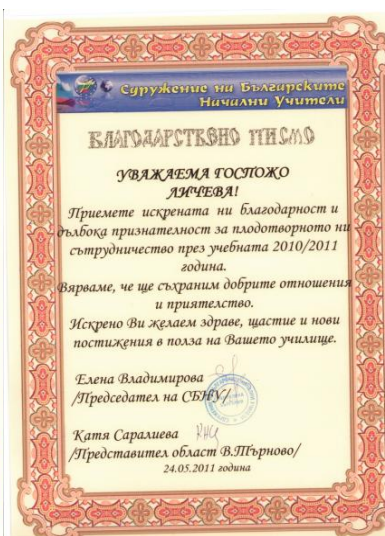 Сдружение на Българските
Начални Учители
БЛАГОДАРСТВЕНО ПИСМО
УВАЖАЕМА ГОСПОЖО
ЛИЧЕВА!
Приемете искрената ни благодарност и
дълбока признателност за плодотворното ни
сътрудничество през учебната 2010/2011
година.
Вярваме, че ще съхраним добрите отношения
и приятелство.
Искрено Ви желаем здраве, щастие и нови
постижения в полза на Вашето училище.
Елена Владимирова
/Председател на СБНУ/
Катя Саралиева
/Представител област В.Търново/
24.05.2011 година